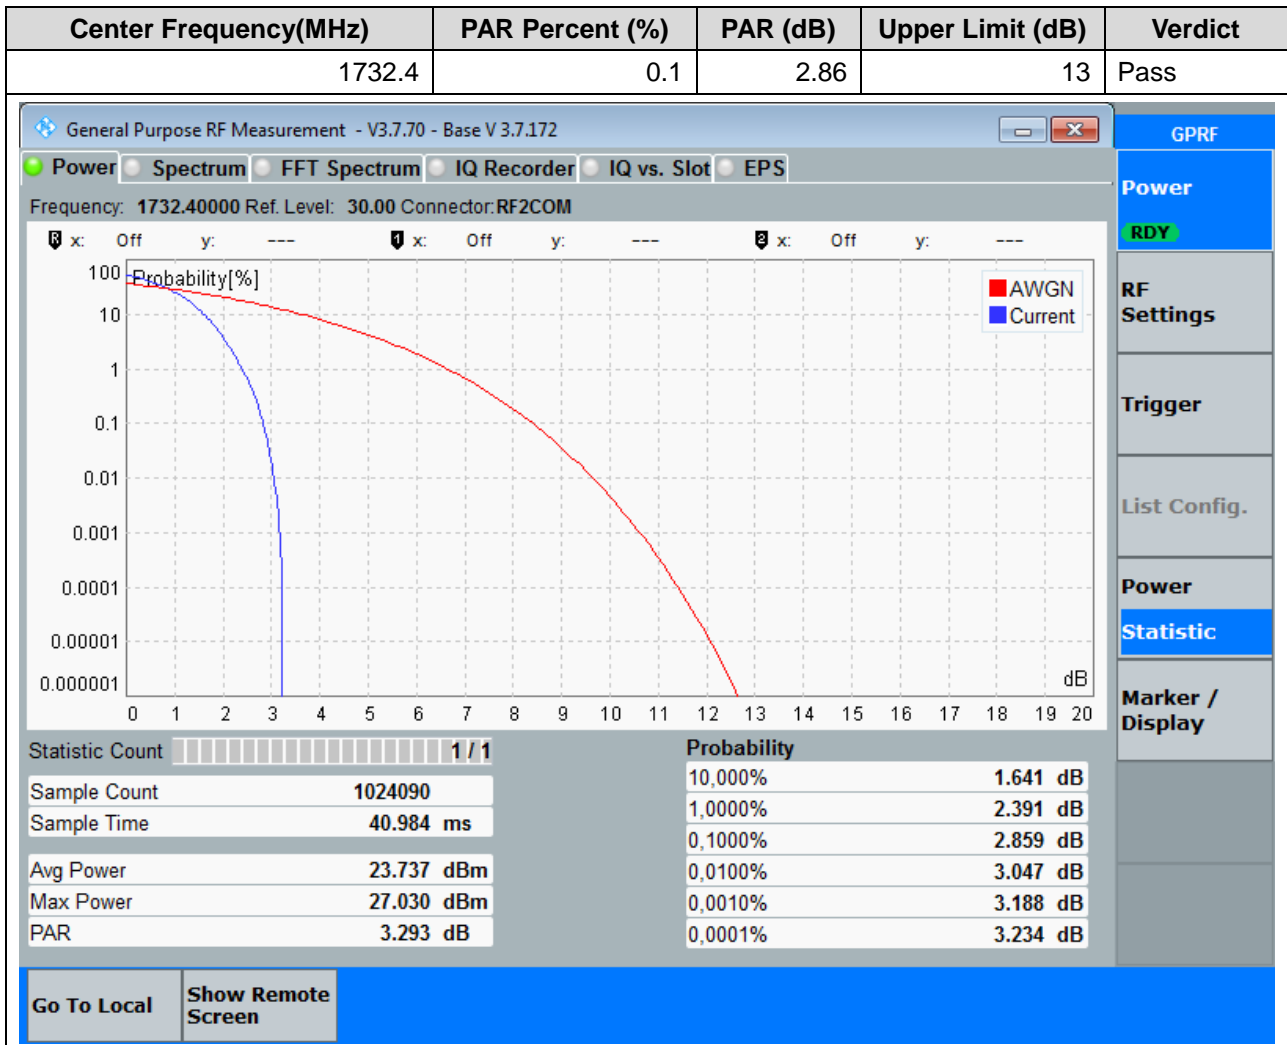 Center Frequency(MHz) PAR Percent (%) PAR (dB) Upper Limit (dB) Verdict
1732.4 0.1 2.86 13 Pass
General Purpose RF Measurement - V3.7.70 - Base V 3.7.172
GPRF
Power Spectrum FFT Spectrum IQ Recorder IQ vs. Slot EPS
Power
RDY
Frequency: 1732.40000 Ref. Level: 30.00 Connector:RF2COM
R x: Off y: --- 1 x: Off y: --- 2 x: Off y: ---
Probability[%]
AWGN
Current
100
10
1
0.1
0.01
0.001
0.0001
0.00001
0.000001
dB
0 1 2 3 4 5 6 7 8 9 10 11 12 13 14 15 16 17 18 19 20
RF
Settings
Trigger
List Config.
Power
Statistic
Marker /
Display
Statistic Count 1 / 1
Sample Count 1024090
Sample Time 40.984 ms
Avg Power 23.737 dBm
Max Power 27.030 dBm
PAR 3.293 dB
Probability
10,000% 1.641 dB
1,0000% 2.391 dB
0,1000% 2.859 dB
0,0100% 3.047 dB
0,0010% 3.188 dB
0,0001% 3.234 dB
Go To Local
Show Remote
Screen